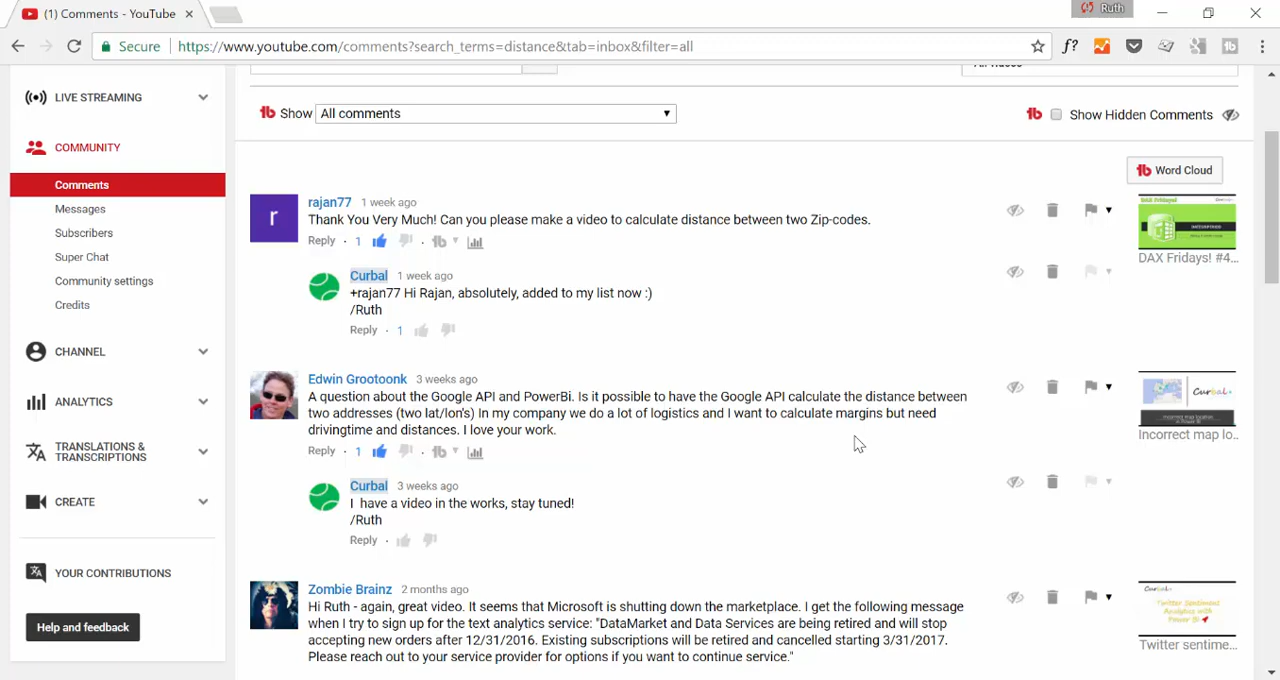 (1) Comments - YouTube
Ruth
Secure https://www.youtube.com/comments?search_terms=distance&tab=inbox&filter=all
f?
LIVE STREAMING
COMMUNITY
Comments
Messages
Subscribers
Super Chat
Community settings
Credits
CHANNEL
ANALYTICS
TRANSLATIONS &
TRANSCRIPTIONS
CREATE
YOUR CONTRIBUTIONS
Help and feedback
tb Show All comments
tb Show Hidden Comments
tb Word Cloud
r
rajan77 1 week ago
Thank You Very Much! Can you please make a video to calculate distance between two Zip-codes.
Reply · 1
DAX Fridays! #4...
Curbal 1 week ago
+rajan77 Hi Rajan, absolutely, added to my list now :)
/Ruth
Reply · 1
Edwin Grootoonk 3 weeks ago
A question about the Google API and PowerBi. Is it possible to have the Google API calculate the distance between
two addresses (two lat/lon's) In my company we do a lot of logistics and I want to calculate margins but need
drivingtime and distances. I love your work.
Reply · 1
Curbal
Incorrect map lo..
Curbal 3 weeks ago
I have a video in the works, stay tuned!
/Ruth
Reply ·
Zombie Brainz 2 months ago
Hi Ruth - again, great video. It seems that Microsoft is shutting down the marketplace. I get the following message
when I try to sign up for the text analytics service: "DataMarket and Data Services are being retired and will stop
accepting new orders after 12/31/2016. Existing subscriptions will be retired and cancelled starting 3/31/2017.
Please reach out to your service provider for options if you want to continue service."
Twitter Sentiment
Analytics with
Power BI
Twitter sentime...